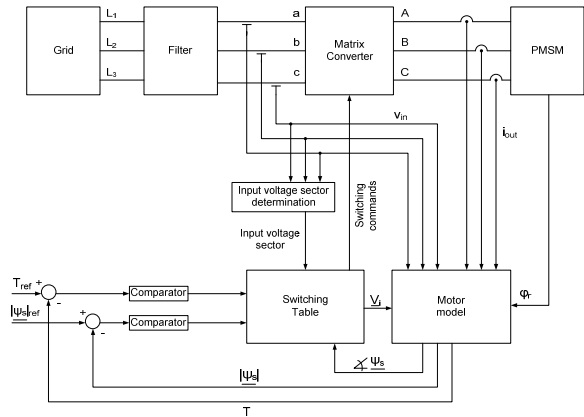 L1 a A
Grid L2 Filter b Matrix Converter B PMSM
L3 c C
vin
iout
Input voltage sector
determination
Switching
commands
Input voltage
sector
Tref + -
Comparator
|ψs|ref + -
Comparator
Switching
Table
Vi
Motor
model
φr
∡ ψs
|ψs|
T